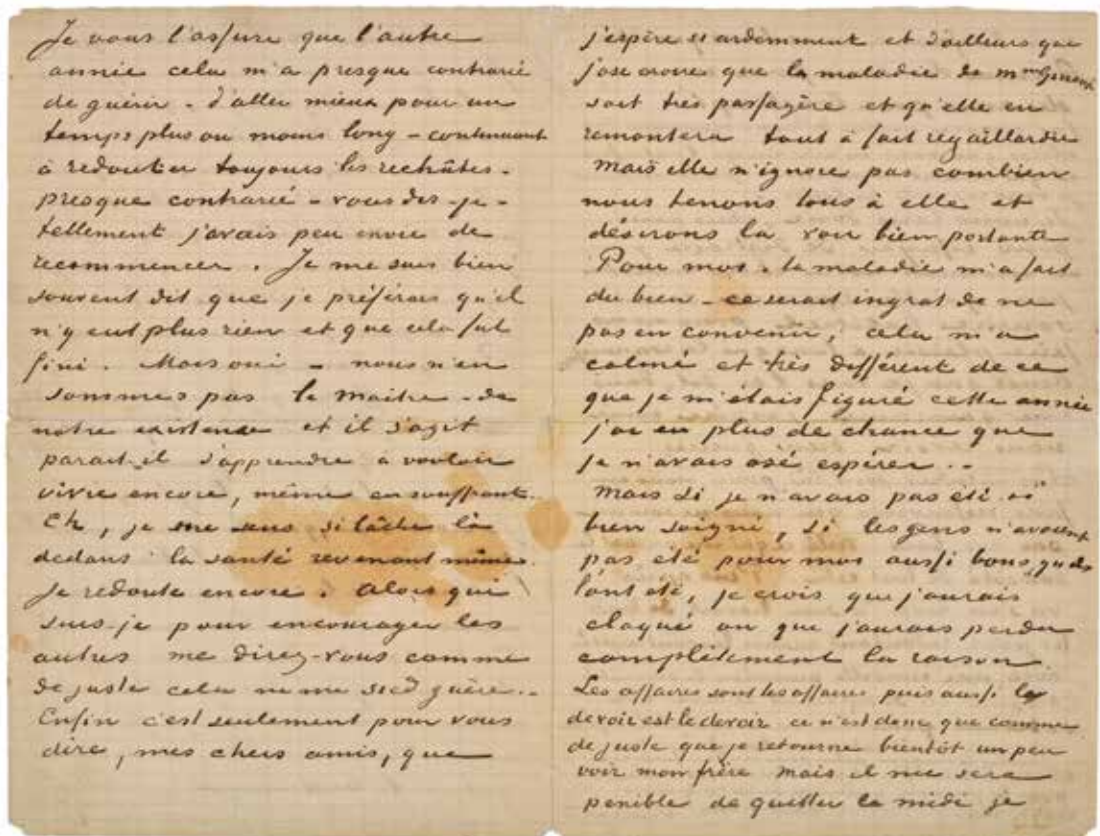 Je vous l'assure que l'autre
année cela m'a presque contrarié
de guérir - d'aller mieux pour un
temps plus ou moins long - continuant
à redouter toujours les rechûtes -
presque contrarié - vous dis-je -
tellement j'avais peu envie de
recommencer. Je me suis bien
souvent dit que je préférais qu'il
n'y eut plus rien et que cela fut
fini. Mais oui - nous n'en
sommes pas le maitre - de
notre existence et il s'agit
parait-il d'apprendre à vouloir
vivre encore, même en souffrant.
Eh, je me sens si lâche là
dedans la santé revenant même
je redoute encore. Alors qui
suis-je pour encourager les
autres me direz-vous comme
de juste cela ne me sied guère..
Enfin c'est seulement pour vous
dire, mes chers amis, que
j'espère si ardemment et d'ailleurs que
j'ose croire que la maladie de Mme
soit très passagère et qu'elle en
remontera tout à fait regaillardie
Mais elle n'ignore pas combien
nous tenons tous à elle et
désirons la voir bien portante
Pour moi - la maladie m'a fait
du bien - ce serait ingrat de ne
pas en convenir, cela m'a
calmé et très différent de ce
que je m'étais figuré cette année
j'ai eu plus de chance que
je n'avais osé espérer..
Mais si je n'avais pas été si
bien soigné, si les gens n'avaient
pas été pour moi aussi bons qu'ils
l'ont été, je crois que j'aurais
claqué ou que j'aurais perdu
complètement la raison.
Les affaires sont les affaires puis aussi le
devoir est le devoir ce n'est donc que comme
de juste que je retourne bientôt un peu
voir mon frère mais il me sera
penible de quitter le midi je